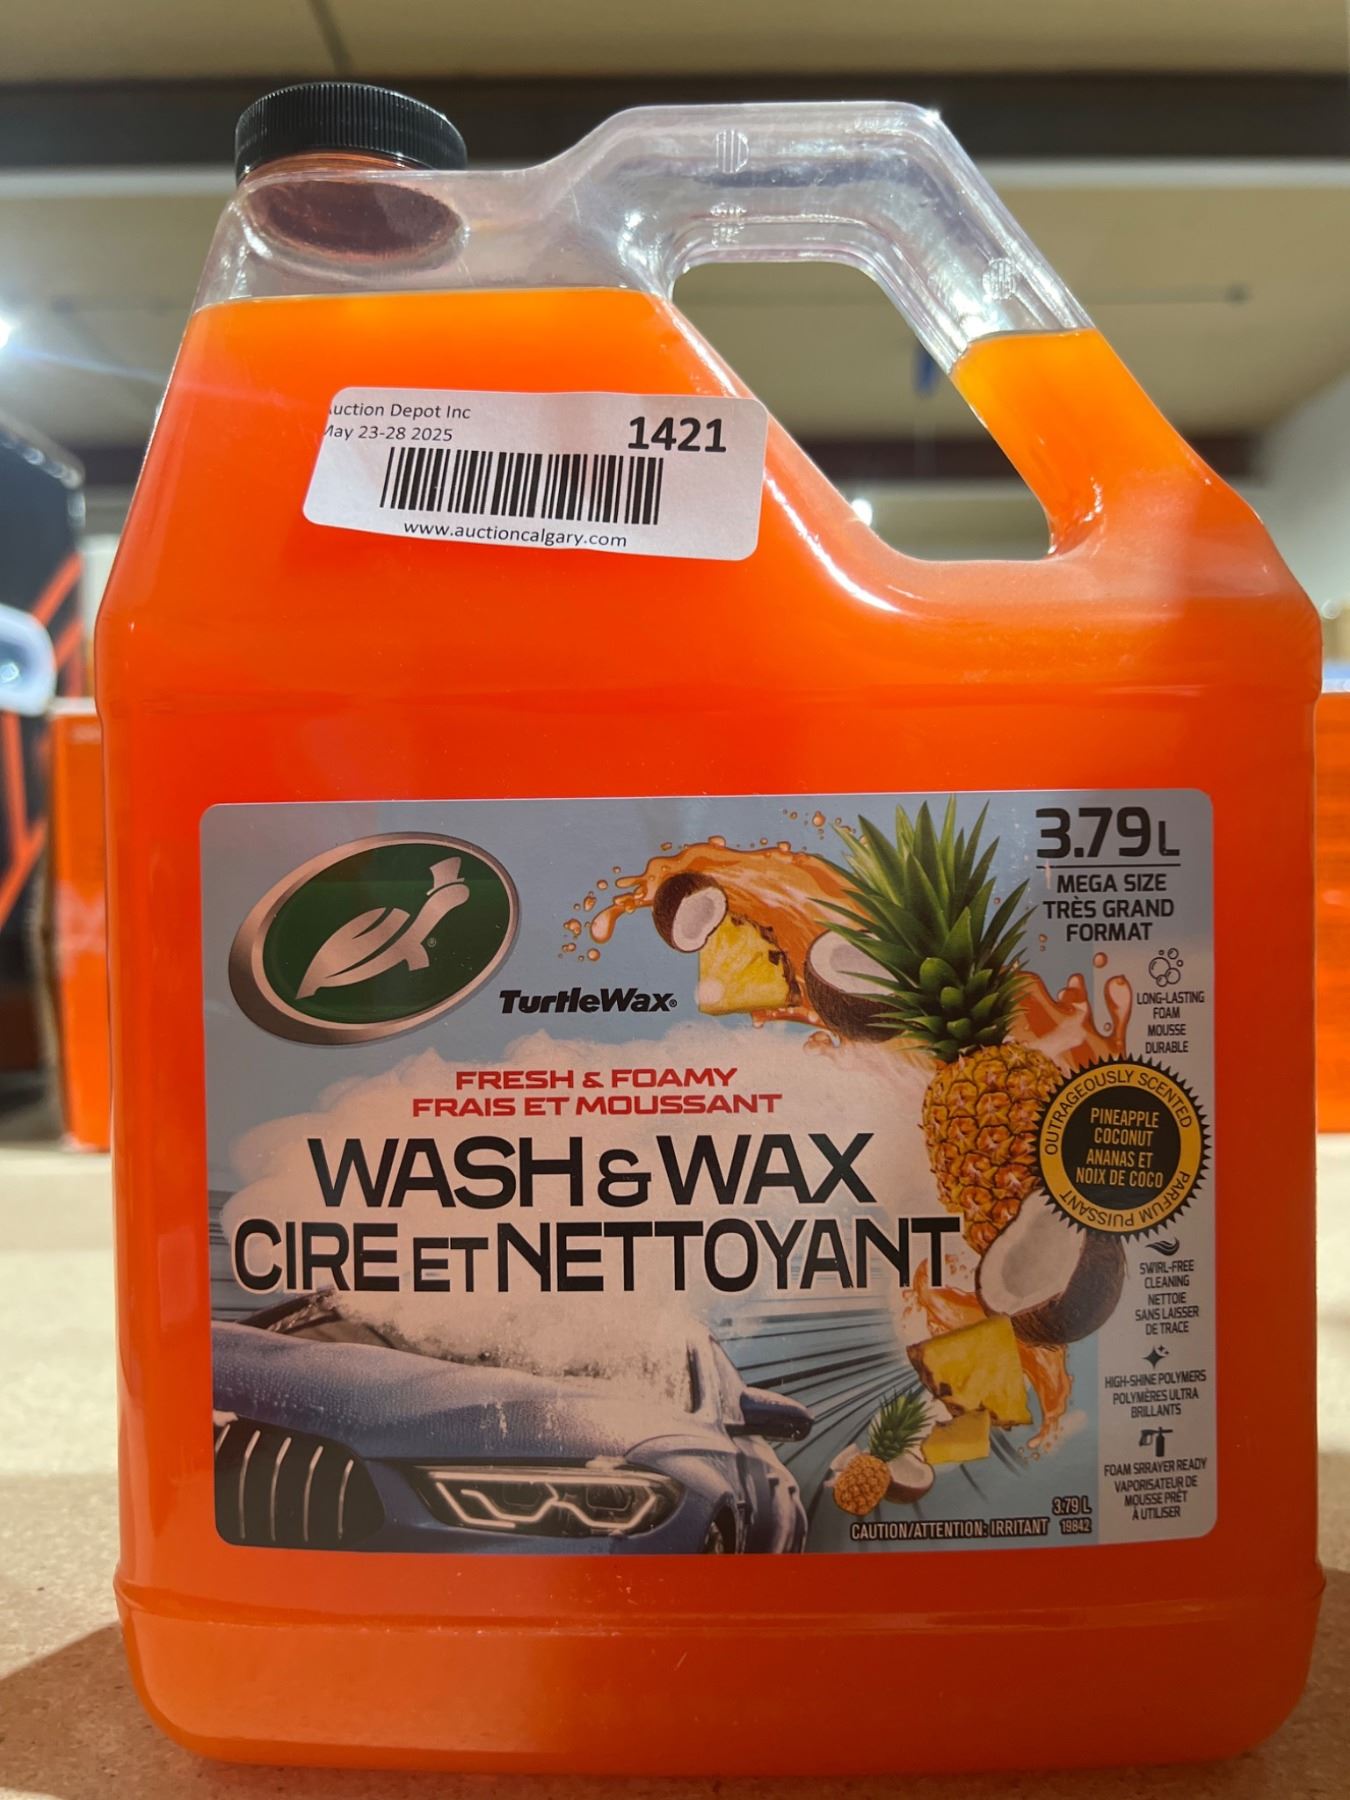 uction Depot Inc
May 23-28 2025
1421
www.auctioncalgary.com
TurtleWax®
FRESH & FOAMY
FRAIS ET MOUSSANT
WASH & WAX
CIRE ET NETTOYANT
3.79 L
MEGA SIZE
TRÈS GRAND
FORMAT
LONG-LASTING
FOAM
MOUSSE
DURABLE
OUTRAGEOUSLY SCENTED
PINEAPPLE
COCONUT
ANANAS ET
NOIX DE COCO
PARFUM PUISSANT
SWIRL-FREE
CLEANING
NETTOIE
SANS LAISSER
DE TRACE
HIGH-SHINE POLYMERS
POLYMÈRES ULTRA
BRILLANTS
FOAM SRRAYER READY
VAPORISATEUR DE
MOUSSE PRÊT
À UTILISER
3.79 L
CAUTION/ATTENTION: IRRITANT 19842